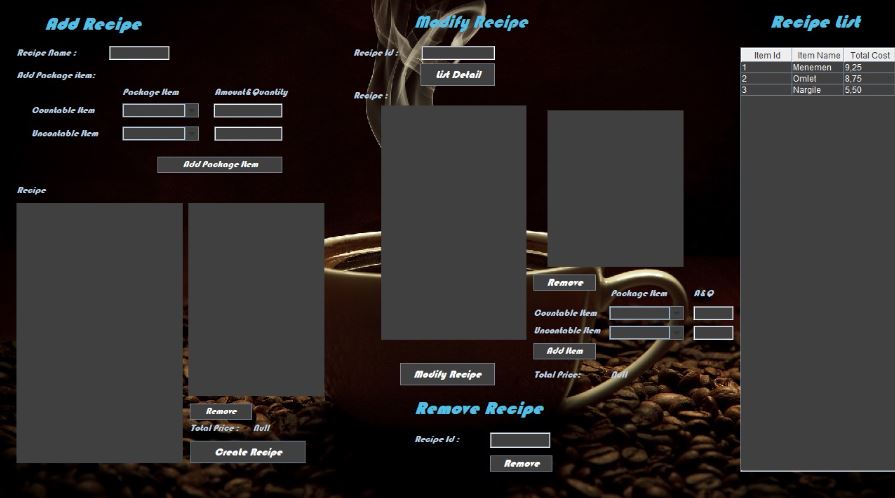 Add Recipe
Recipe Name :
Add Package item:
Package Item Amount&Quantity
Countable Item
Uncontable Item
Add Package Item
Recipe
Remove
Total Price : Null
Create Recipe
Modify Recipe
Recipe Id :
List Detail
Recipe :
Remove
Package Item A&Q
Countable Item
Uncontable Item
Add Item
Total Price: Null
Modify Recipe
Remove Recipe
Recipe Id :
Remove
Recipe List
Item Id Item Name Total Cost
1 Menemen 9,25
2 Omlet 8,75
3 Nargile 5,50